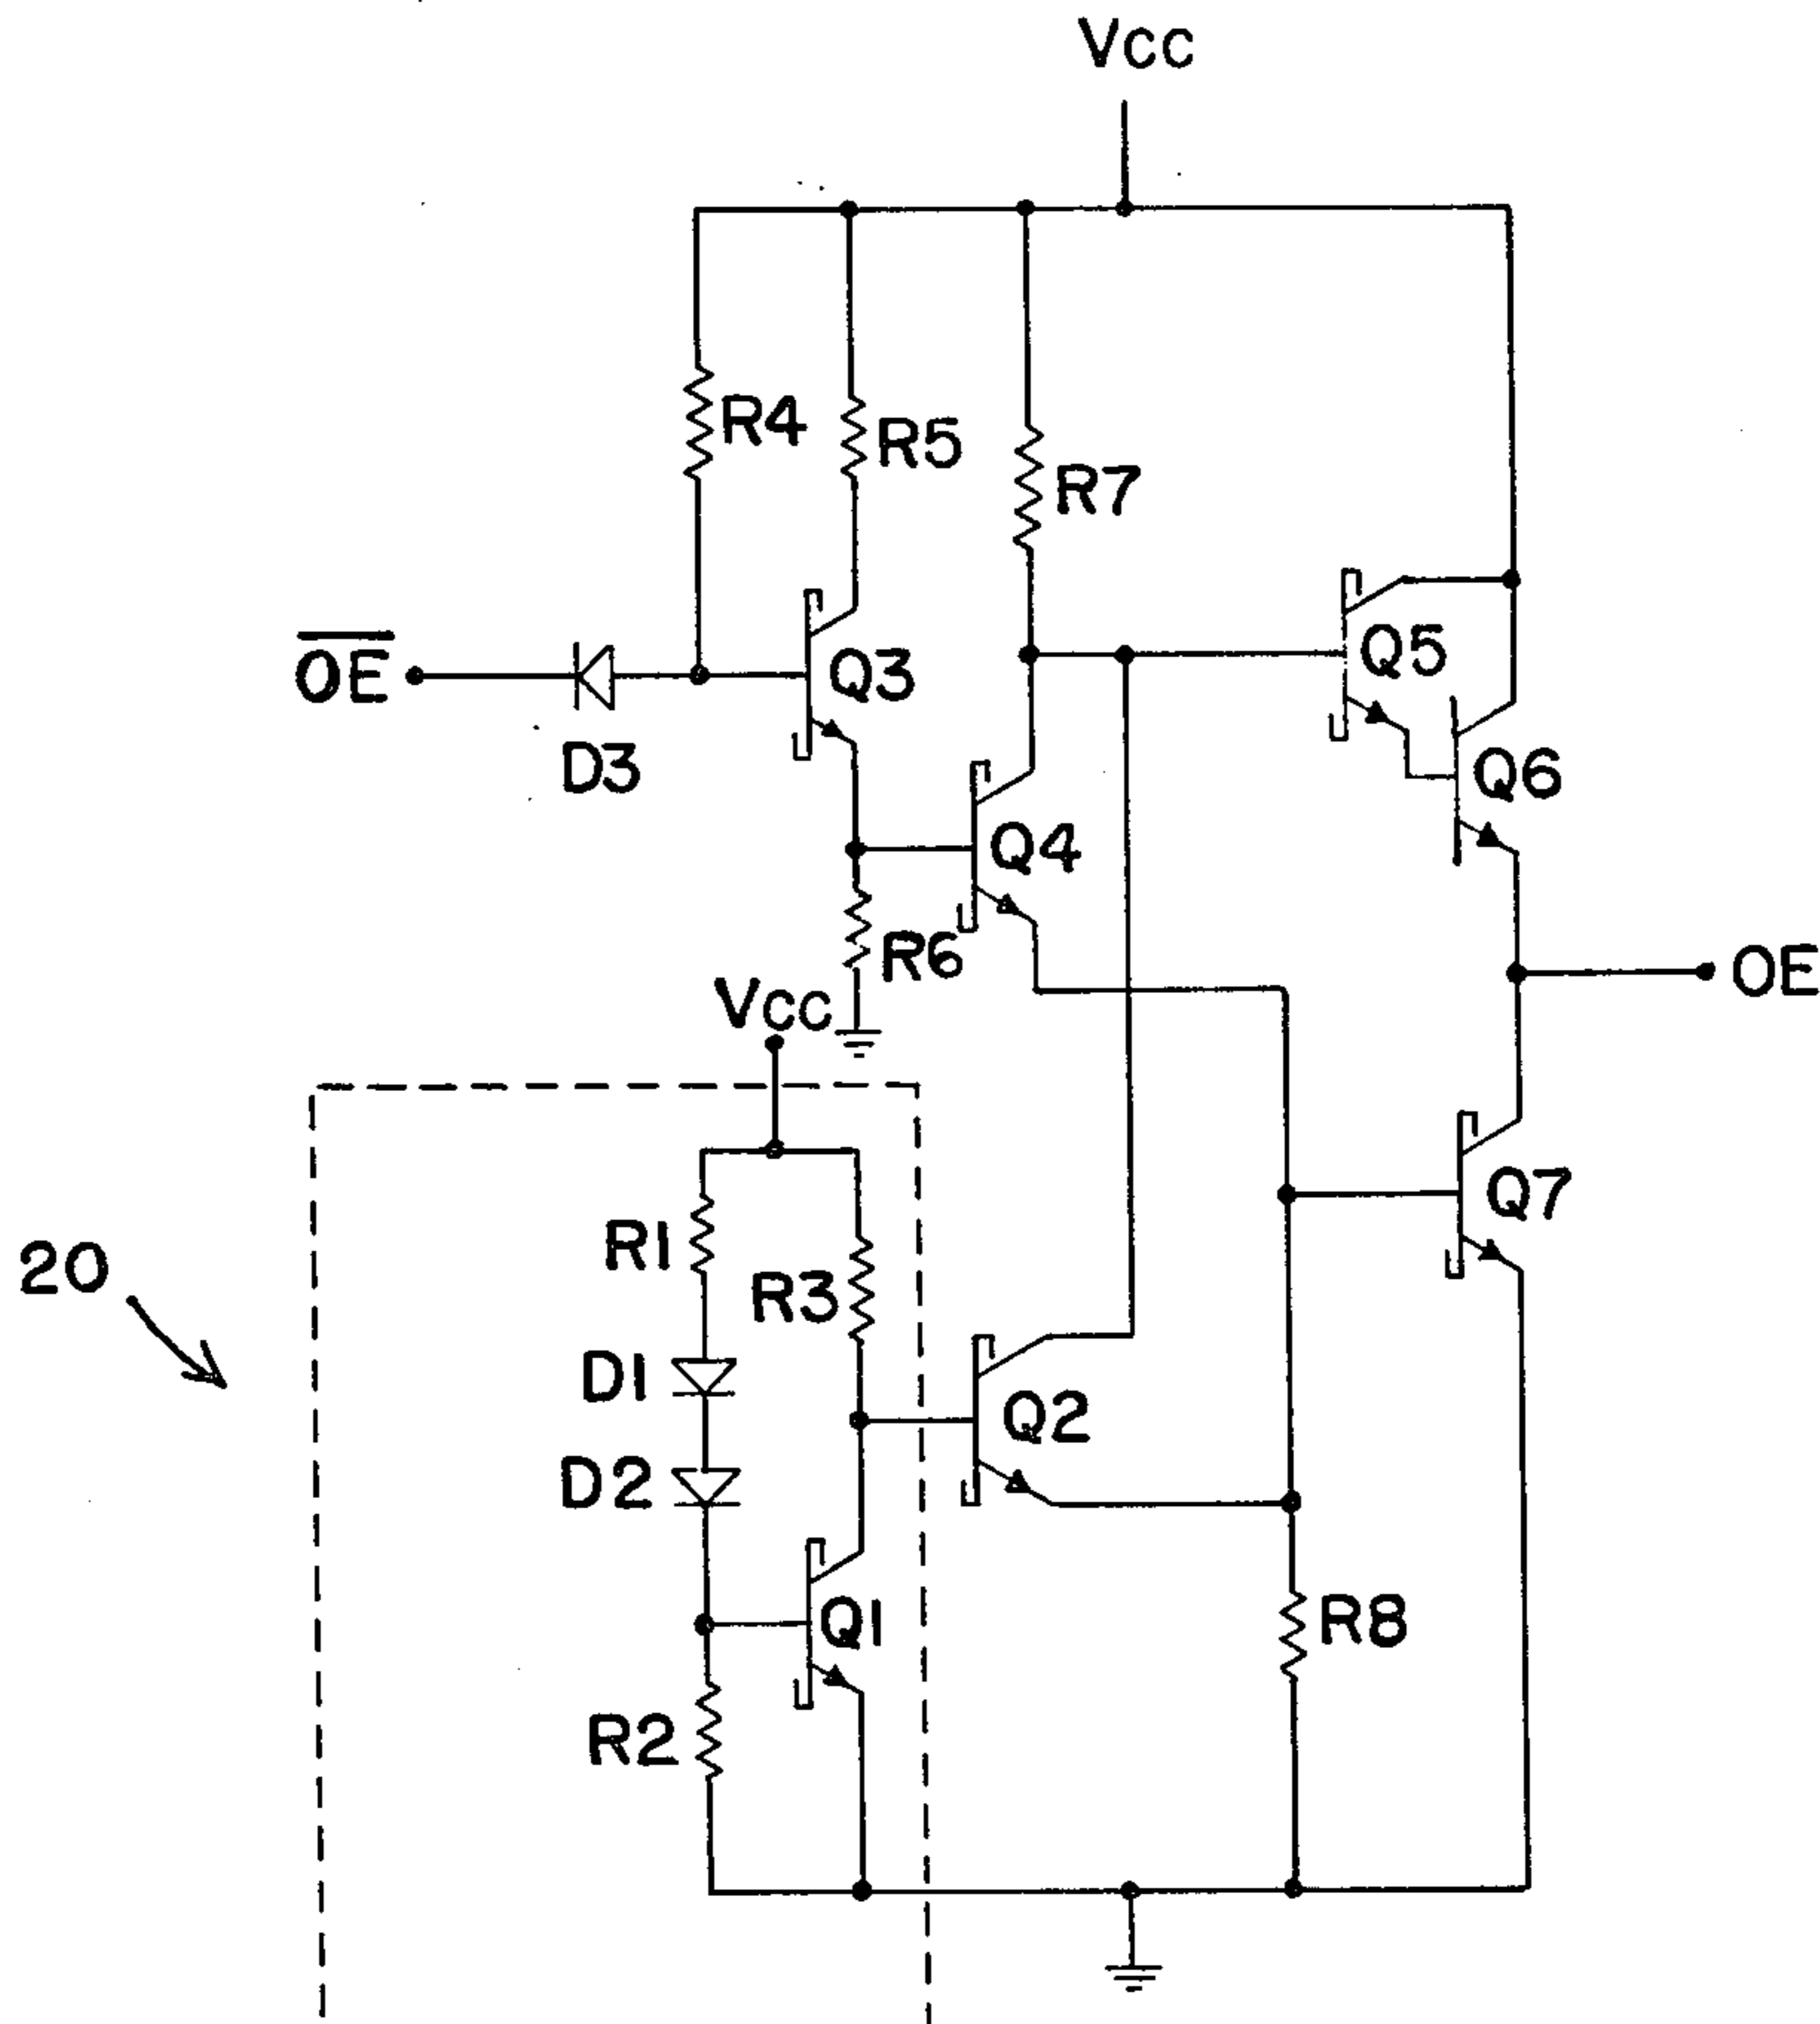 Vcc
R4
R5
R7
Q3
Q5
O̅E̅
D3
Q6
Q4
R6
OE
Vcc
Q7
R1
20
R3
D1
Q2
D2
Q1
R8
R2